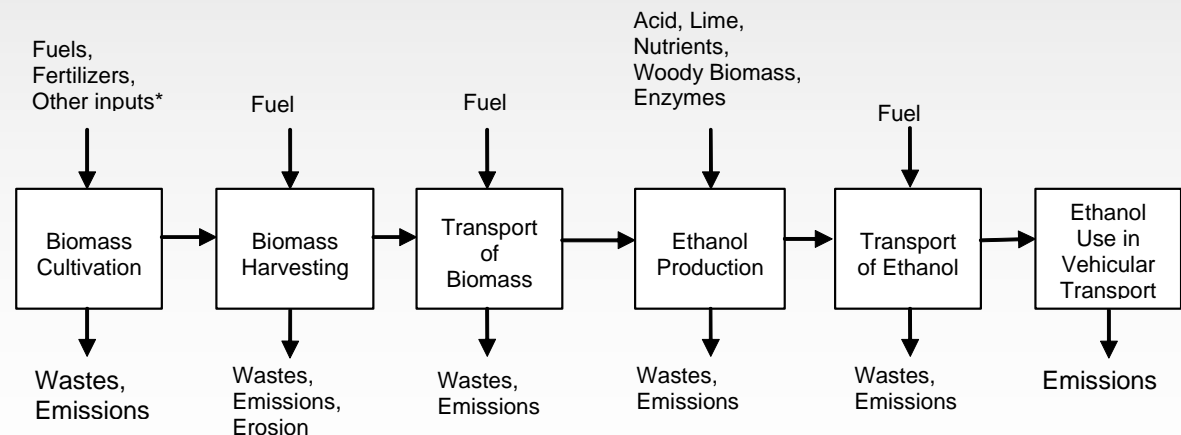 Fuels,
Fertilizers,
Other inputs*
Fuel
Fuel
Acid, Lime,
Nutrients,
Woody Biomass,
Enzymes
Fuel
Biomass
Cultivation
Biomass
Harvesting
Transport
of
Biomass
Ethanol
Production
Transport
of Ethanol
Ethanol
Use in
Vehicular
Transport
Wastes,
Emissions
Wastes,
Emissions,
Erosion
Wastes,
Emissions
Wastes,
Emissions
Wastes,
Emissions
Emissions